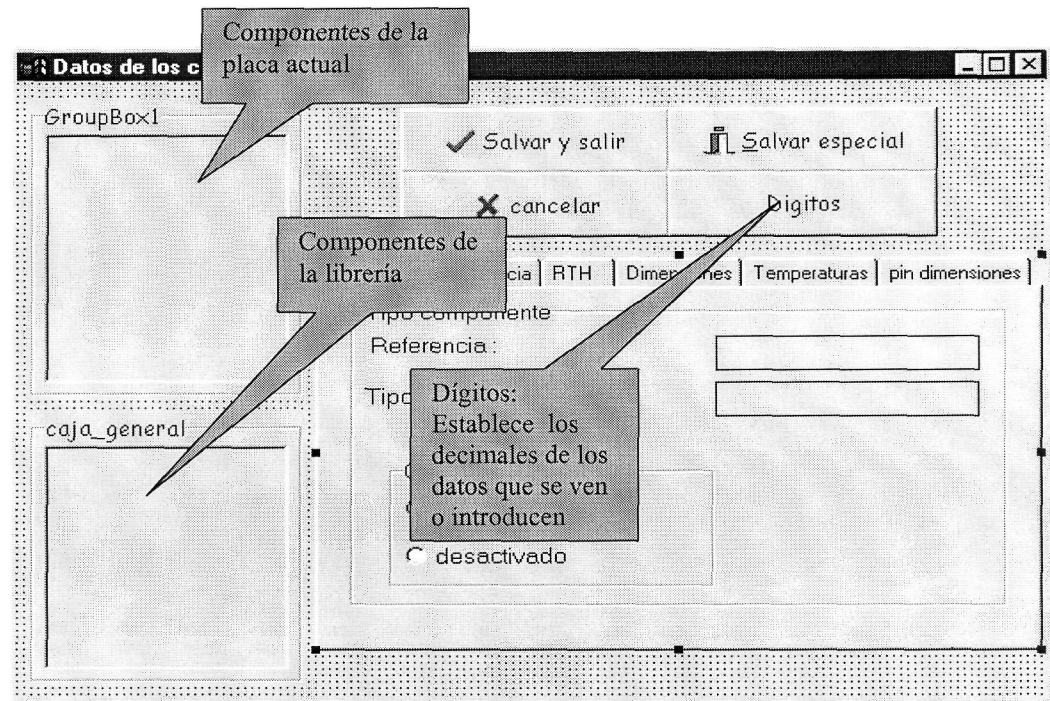 Componentes de la
placa actual
Datos de los c
GroupBox1
Salvar y salir
Salvar especial
cancelar
Digitos
Componentes de
la librería
cia
RTH
Temperaturas
pin dimensiones
Tipo componente
Referencia:
Tipo
Dígitos:
Establece los
decimales de los
datos que se ven
o introducen
caja_general
desactivado